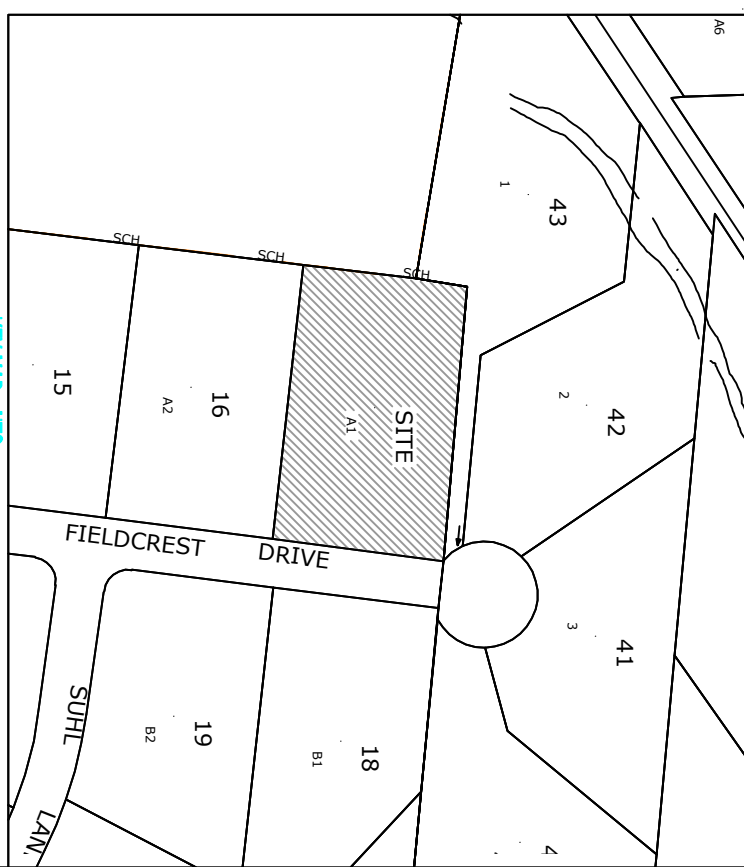 A6
43
1
SCH
SCH
SCH
15
16
A2
SITE
A1
42
2
FIELDCREST DRIVE
41
3
SUHL
LAN.
19
B2
18
B1